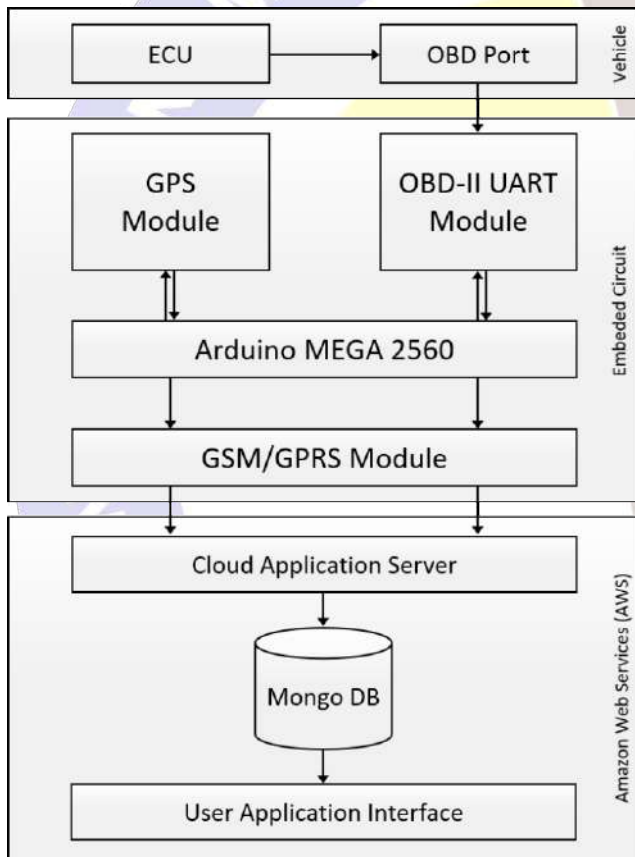 ECU
OBD Port
Vehicle
GPS
Module
OBD-II UART
Module
Arduino MEGA 2560
GSM/GPRS Module
Embeded Circuit
Cloud Application Server
Mongo DB
User Application Interface
Amazon Web Services (AWS)